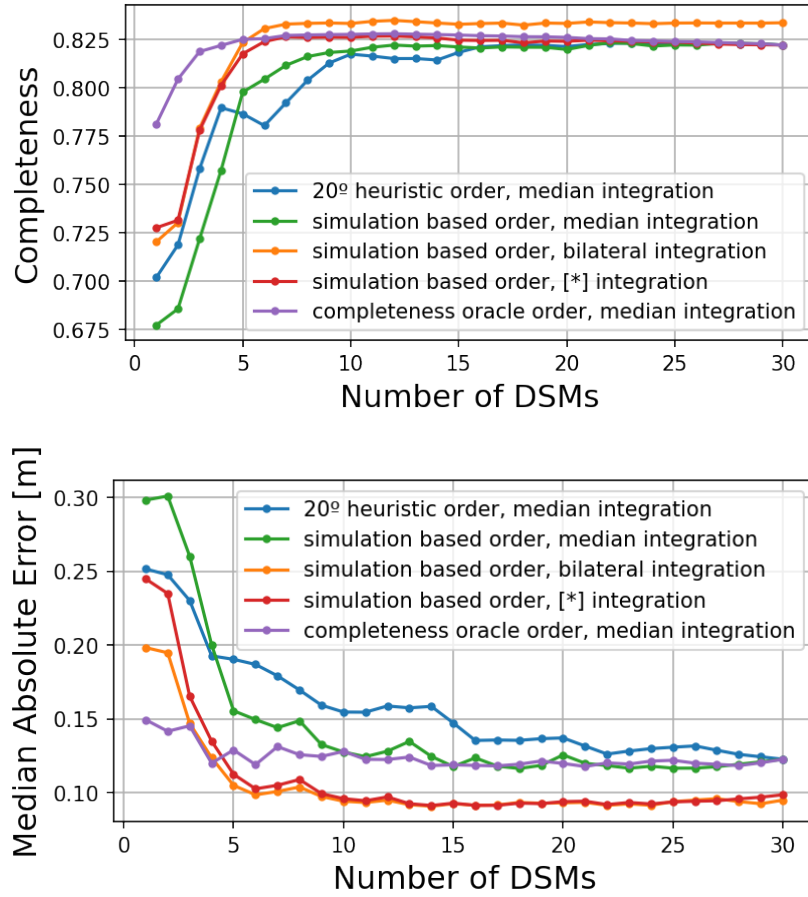 Completeness
0.825
0.800
0.775
0.750
0.725
0.700
0.675
20º heuristic order, median integration
simulation based order, median integration
simulation based order, bilateral integration
simulation based order, [*] integration
completeness oracle order, median integration
0 5 10 15 20 25 30
Number of DSMs
Median Absolute Error [m]
0.30
0.25
0.20
0.15
0.10
20º heuristic order, median integration
simulation based order, median integration
simulation based order, bilateral integration
simulation based order, [*] integration
completeness oracle order, median integration
0 5 10 15 20 25 30
Number of DSMs